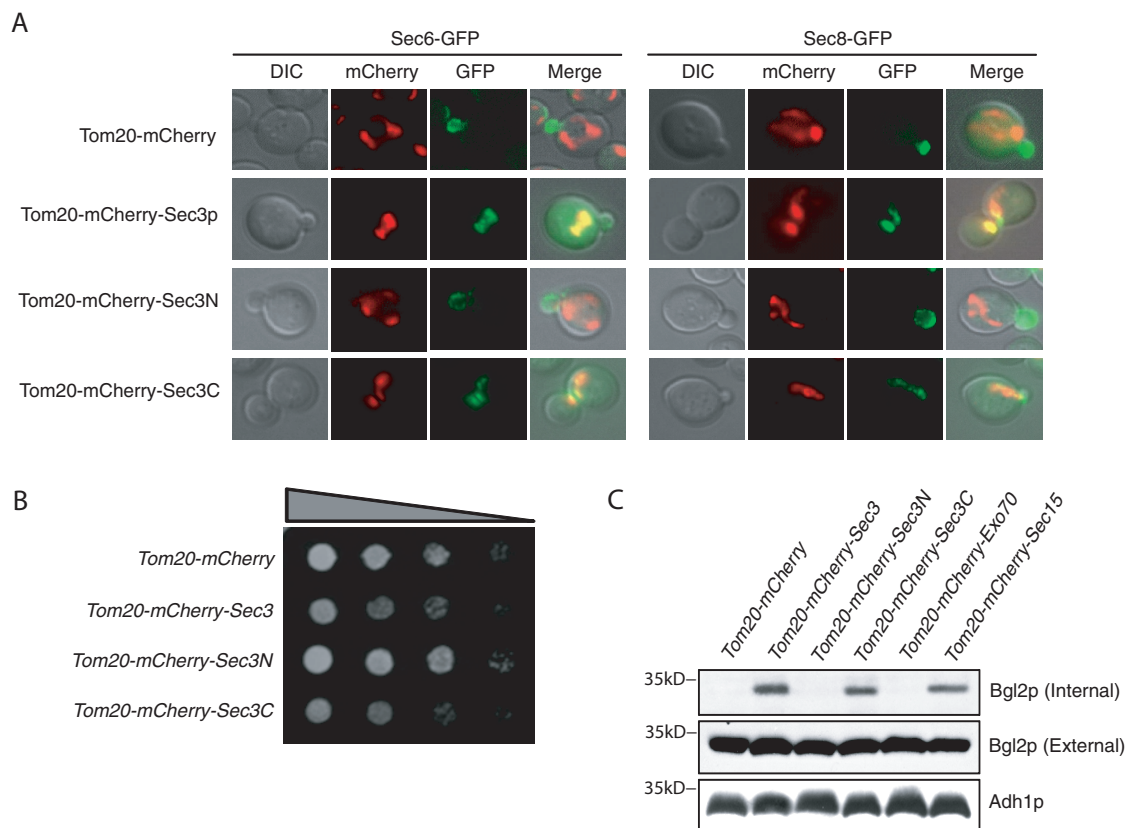 A
Sec6-GFP Sec8-GFP
DIC mCherry GFP Merge DIC mCherry GFP Merge
Tom20-mCherry
Tom20-mCherry-Sec3p
Tom20-mCherry-Sec3N
Tom20-mCherry-Sec3C
B
Tom20-mCherry
Tom20-mCherry-Sec3
Tom20-mCherry-Sec3N
Tom20-mCherry-Sec3C
C
Tom20-mCherry
Tom20-mCherry-Sec3
Tom20-mCherry-Sec3N
Tom20-mCherry-Sec3C
Tom20-mCherry-Exo70
Tom20-mCherry-Sec15
35kD
Bgl2p (Internal)
35kD
Bgl2p (External)
35kD
Adh1p